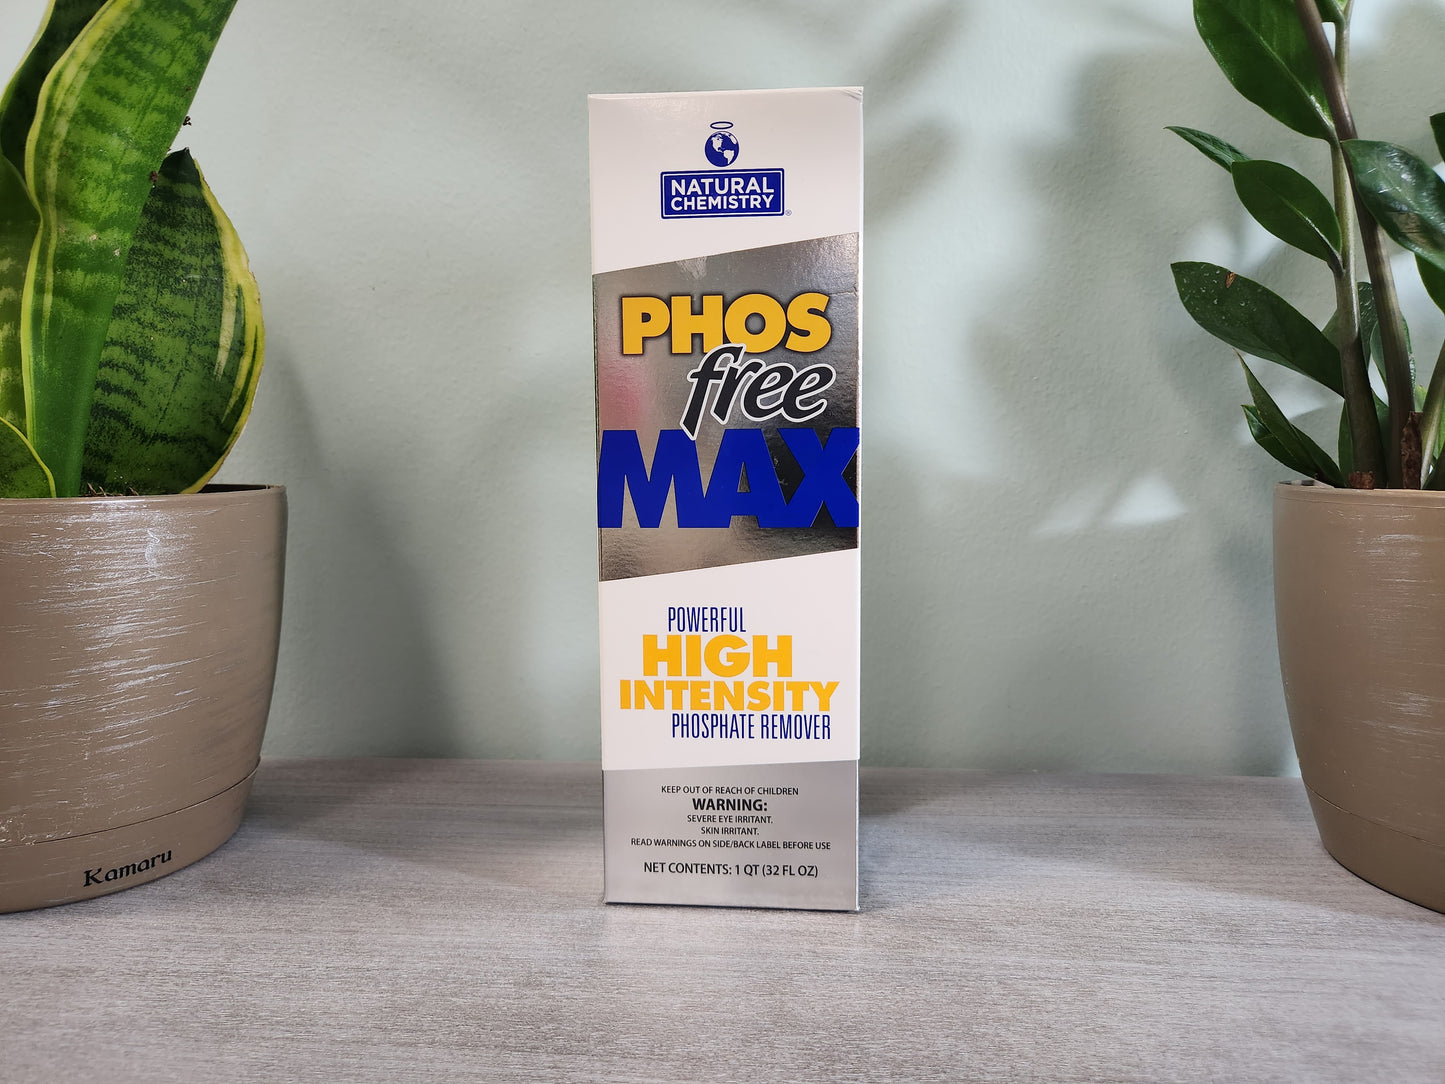 NATURAL
CHEMISTRY®
PHOS
free
MAX
POWERFUL
HIGH
INTENSITY
PHOSPHATE REMOVER
KEEP OUT OF REACH OF CHILDREN
WARNING:
SEVERE EYE IRRITANT.
SKIN IRRITANT.
READ WARNINGS ON SIDE/BACK LABEL BEFORE USE
NET CONTENTS: 1 QT (32 FL OZ)
Kamaru